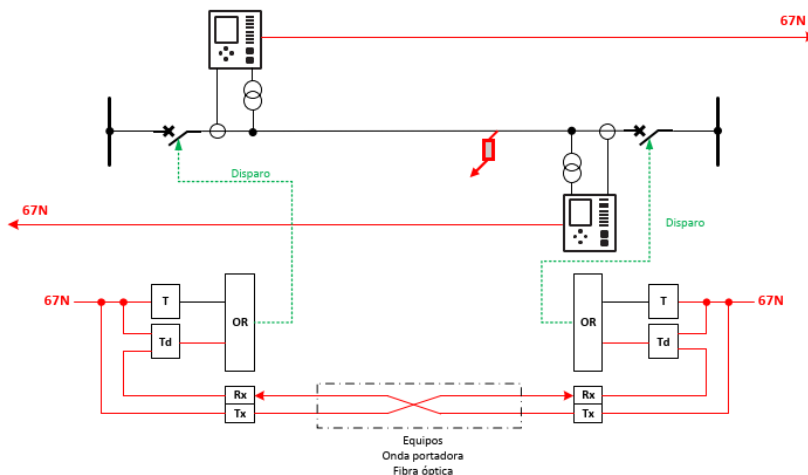 67N
Disparo
67N
Disparo
67N
T
OR
Td
Rx
Tx
OR
T
67N
Td
Rx
Tx
Equipos
Onda portadora
Fibra óptica